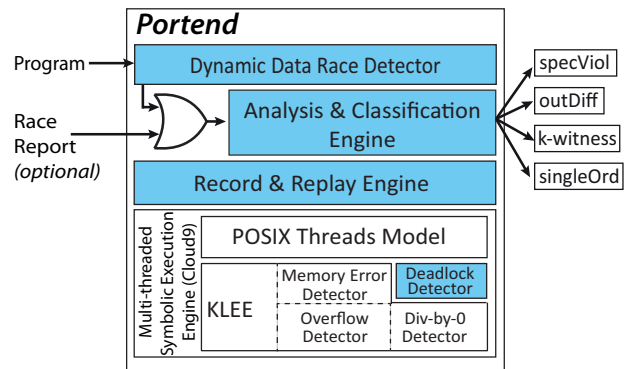 Portend
Program
Dynamic Data Race Detector
specViol
outDiff
k-witness
singleOrd
Race
Report
(optional)
Analysis & Classification
Engine
Record & Replay Engine
Multi-threaded
Symbolic Execution
Engine (Cloud9)
POSIX Threads Model
KLEE
Memory Error
Detector
Deadlock
Detector
Overflow
Detector
Div-by-0
Detector